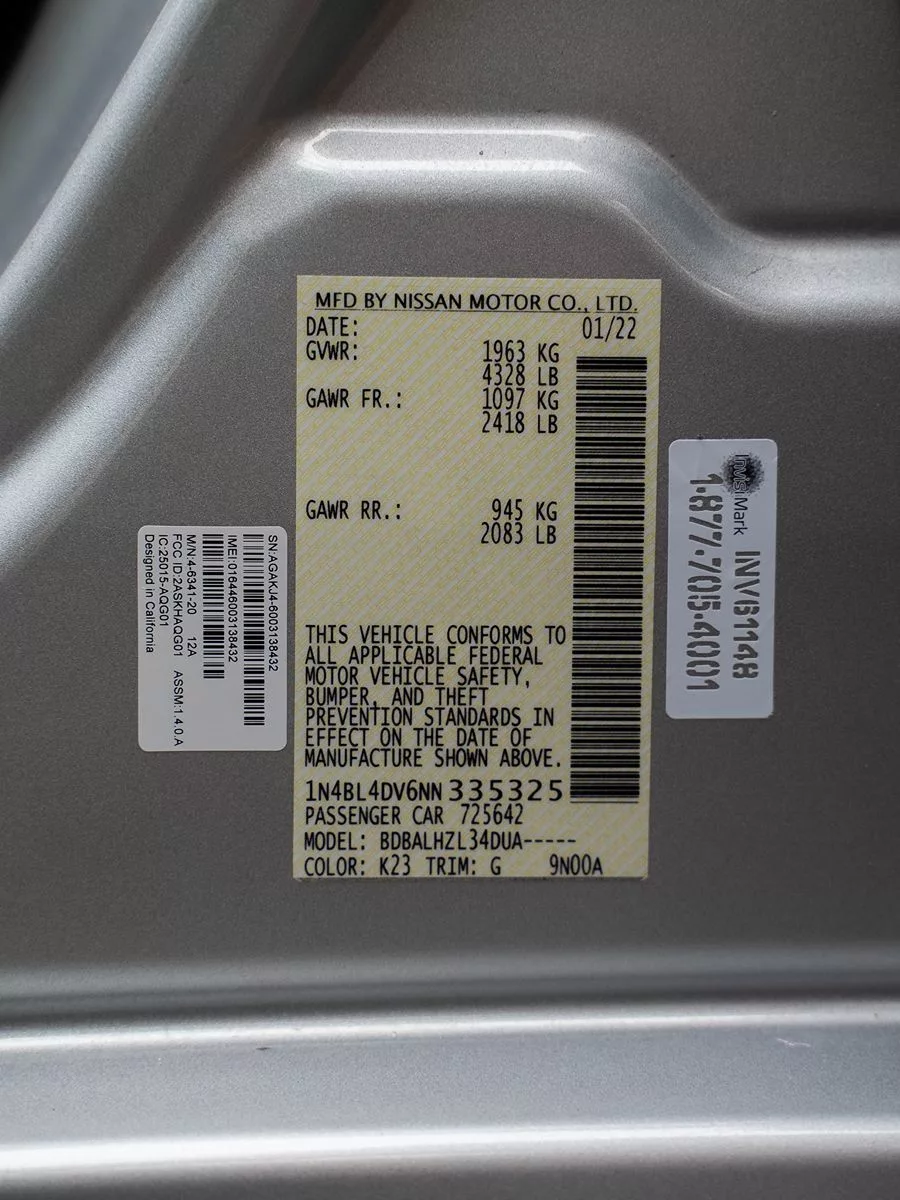 MFD BY NISSAN MOTOR CO., LTD.
DATE: 01/22
GVWR: 1963 KG
4328 LB
GAWR FR.: 1097 KG
2418 LB
GAWR RR.: 945 KG
2083 LB
THIS VEHICLE CONFORMS TO
ALL APPLICABLE FEDERAL
MOTOR VEHICLE SAFETY,
BUMPER, AND THEFT
PREVENTION STANDARDS IN
EFFECT ON THE DATE OF
MANUFACTURE SHOWN ABOVE.
1N4BL4DV6NN335325
PASSENGER CAR 725642
MODEL: BDBALHZL34DUA-----
COLOR: K23 TRIM: G 9N00A
SN:AGAKJ4-6003138432
IMEI:016446003138432
M/N:4-6341-20 12A
FCC ID:2ASKHAQG01 ASSM:1.4.0.A
IC:25015-AQG01
Designed in California
InvisiMark INV61148
1-877-705-4001